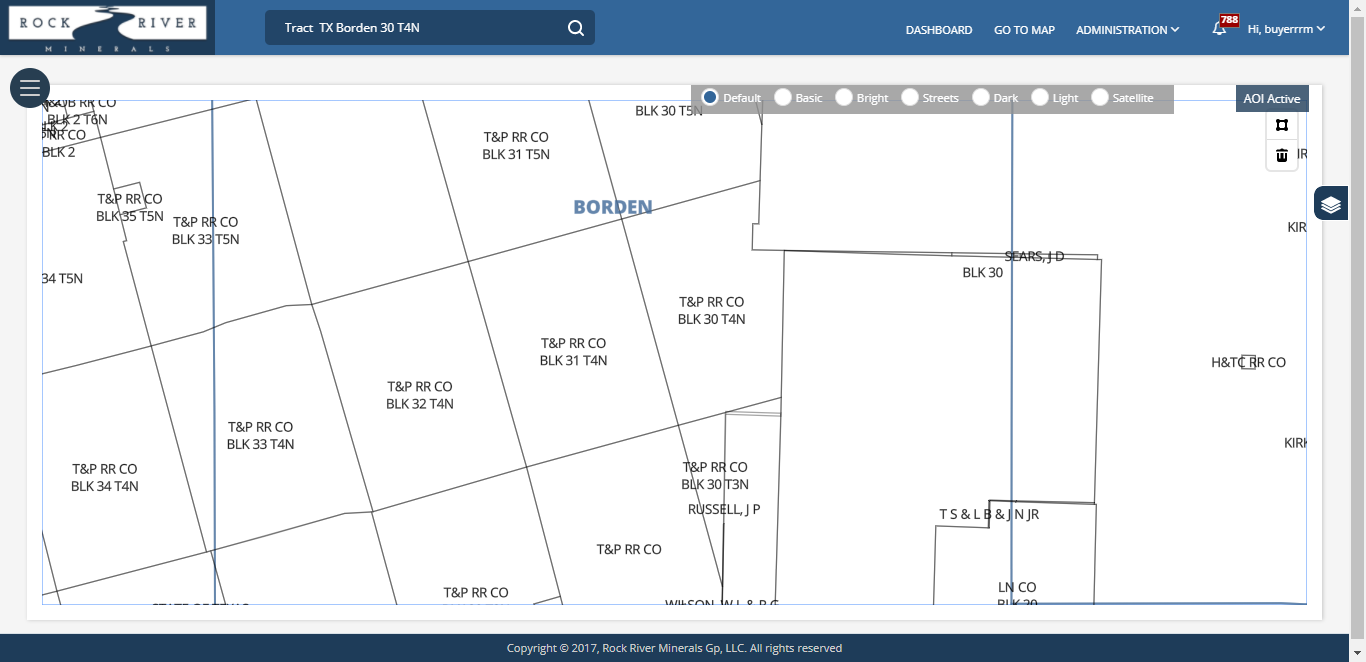 ROCK RIVER
MINERALS
Tract TX Borden 30 T4N
DASHBOARD
GO TO MAP
ADMINISTRATION
788
Hi, buyerrrm
Default
Basic
Bright
Streets
Dark
Light
Satellite
AOI Active
RR CO
BLK 2 T6N
RR CO
BLK 2
BLK 30 T5N
T&P RR CO
BLK 31 T5N
T&P RR CO
BLK 35 T5N
T&P RR CO
BLK 33 T5N
BORDEN
34 T5N
KIR
SEARS, J D
BLK 30
T&P RR CO
BLK 30 T4N
T&P RR CO
BLK 31 T4N
H&TC RR CO
T&P RR CO
BLK 32 T4N
T&P RR CO
BLK 33 T4N
KIRK
T&P RR CO
BLK 34 T4N
T&P RR CO
BLK 30 T3N
RUSSELL, J P
T S & L B & J N JR
T&P RR CO
T&P RR CO
LN CO
BLK 30
WILSON, W L & B G
Copyright © 2017, Rock River Minerals Gp, LLC. All rights reserved